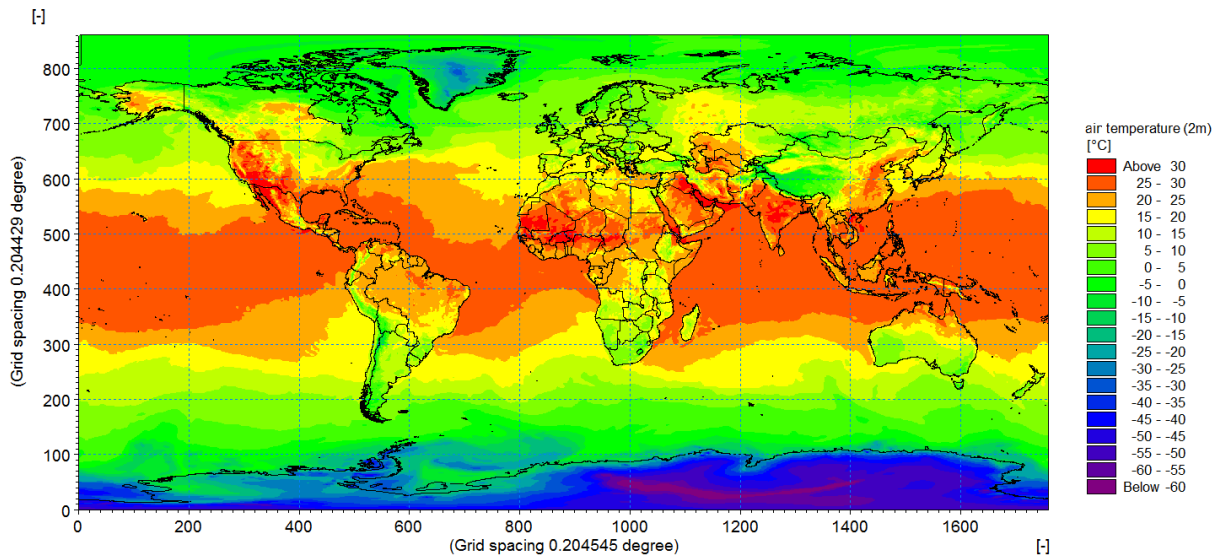 [-]
800
700
600
500
400
300
200
100
0
(Grid spacing 0.204429 degree)
0
200
400
600
800
1000
1200
1400
1600
(Grid spacing 0.204545 degree)
[-]
air temperature (2m)
[°C]
Above 30
25 - 30
20 - 25
15 - 20
10 - 15
5 - 10
0 - 5
-5 - 0
-10 - -5
-15 - -10
-20 - -15
-25 - -20
-30 - -25
-35 - -30
-40 - -35
-45 - -40
-50 - -45
-55 - -50
-60 - -55
Below -60